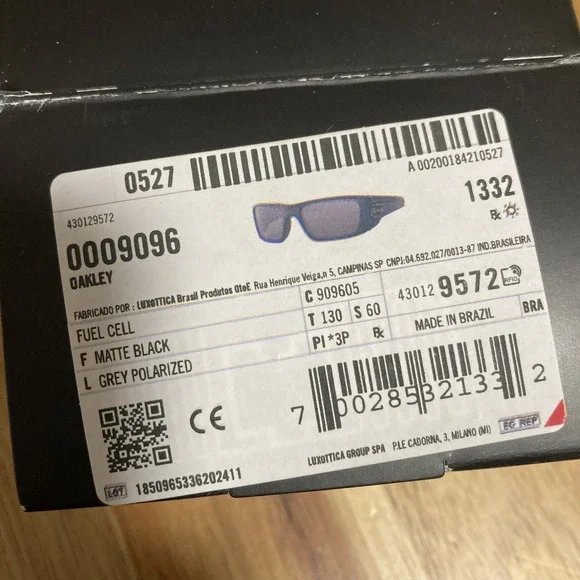 0527
A 00200184210527
430129572
0009096
1332
OAKLEY
FABRICADO POR : LUXOTTICA Brasil Produtos OtoE Rua Henrique Veiga,n 5, CAMPINAS SP CNPJ-04.692.027/0013-87 IND.BRASILEIRA
FUEL CELL
C 909605
43012 9572 RFID
F MATTE BLACK
T 130 S 60
MADE IN BRAZIL BRA
L GREY POLARIZED
PI *3P Rx
CE
7 0028532133 2
LUXOTTICA GROUP SPA P.LE CADORNA, 3, MILANO (MI) EC REP
LOT 1850965336202411